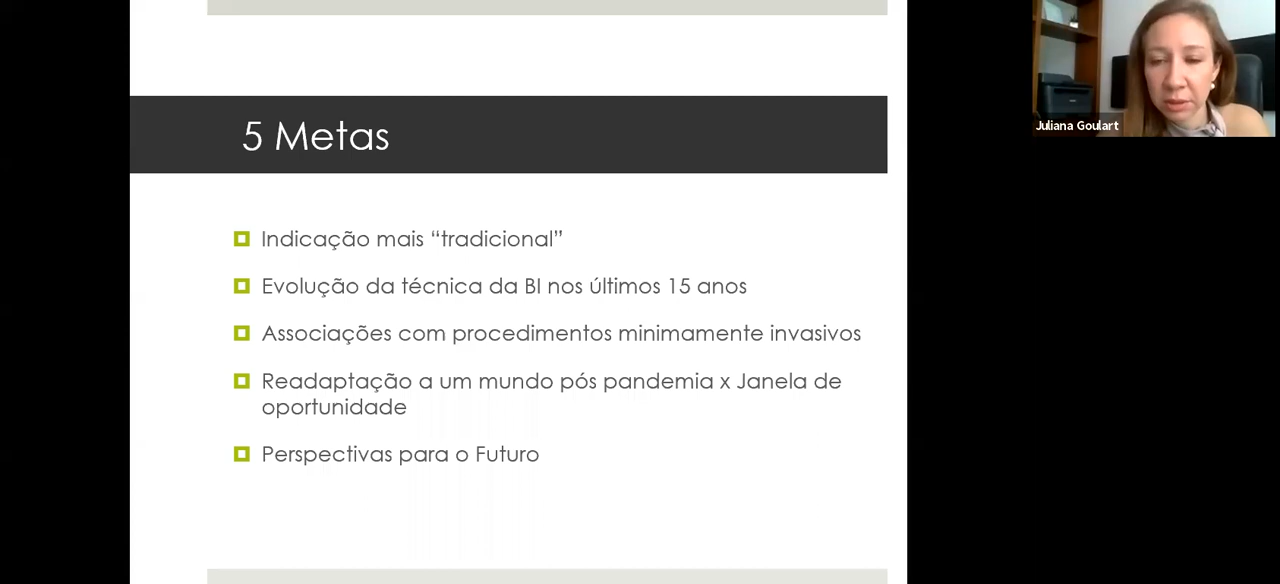 5 Metas
Indicação mais “tradicional”
Evolução da técnica da BI nos últimos 15 anos
Associações com procedimentos minimamente invasivos
Readaptação a um mundo pós pandemia x Janela de
oportunidade
Perspectivas para o Futuro
Juliana Goulart